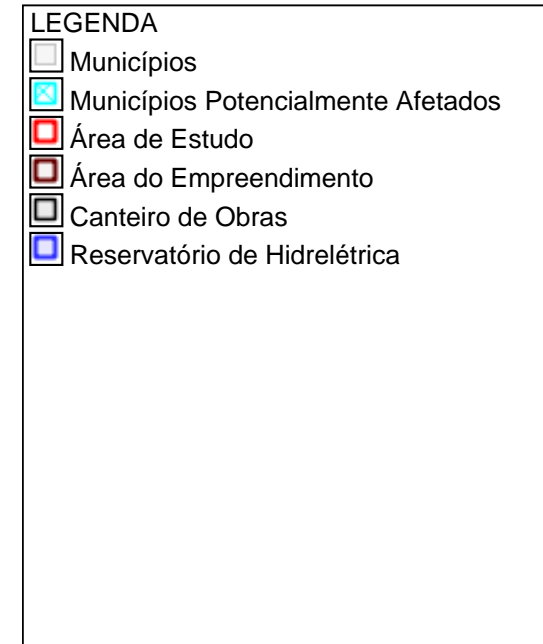 LEGENDA
Municípios
Municípios Potencialmente Afetados
Área de Estudo
Área do Empreendimento
Canteiro de Obras
Reservatório de Hidrelétrica